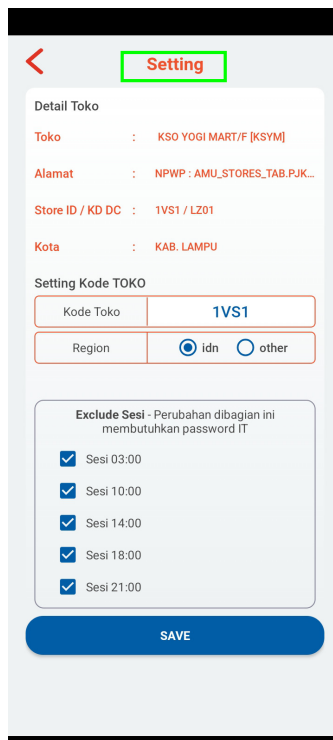 Setting
Detail Toko
Toko : KSO YOGI MART/F [KSYM]
Alamat : NPWP : AMU_STORES_TAB.PJK...
Store ID / KD DC : 1VS1 / LZ01
Kota : KAB. LAMPU
Setting Kode TOKO
Kode Toko 1VS1
Region idn other
Exclude Sesi - Perubahan dibagian ini
membutuhkan password IT
Sesi 03:00
Sesi 10:00
Sesi 14:00
Sesi 18:00
Sesi 21:00
SAVE